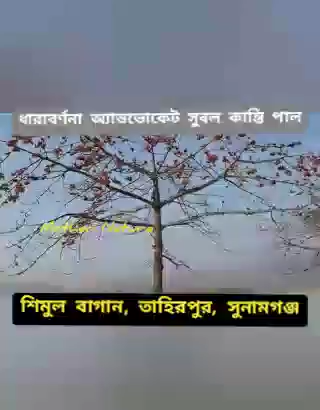 ধারাবর্ণনা অ্যাডভোকেট সুবল কান্তি পাল
শিমুল বাগান, তাহিরপুর, সুনামগঞ্জ